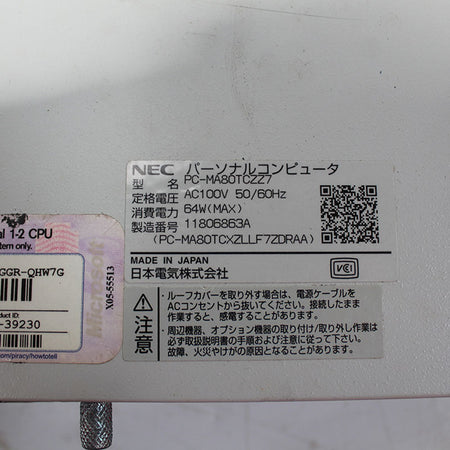 NEC パーソナルコンピュータ
型 名 PC-MA80TCZZ7
定格電圧 AC100V 50/60Hz
消費電力 64W(MAX)
製造番号 11806863A
(PC-MA80TCXZLLF7ZDRAA)
MADE IN JAPAN
日本電気株式会社
VCCI
注意
・ルーフカバーを取り外す場合は、電源ケーブルを
ACコンセントから抜いてください。接続したまま
作業すると、感電することがあります。
・周辺機器、オプション機器の取り付け/取り外し作業は
必ず取扱説明書の手順および注意に従って下さい。
故障、火災やけがの原因となることがあります。
al 1-2 CPU
tem only.
GGR-QHW7G
duct ID:
-39230
.com/piracy/howtotell
Microsoft
X05-55513